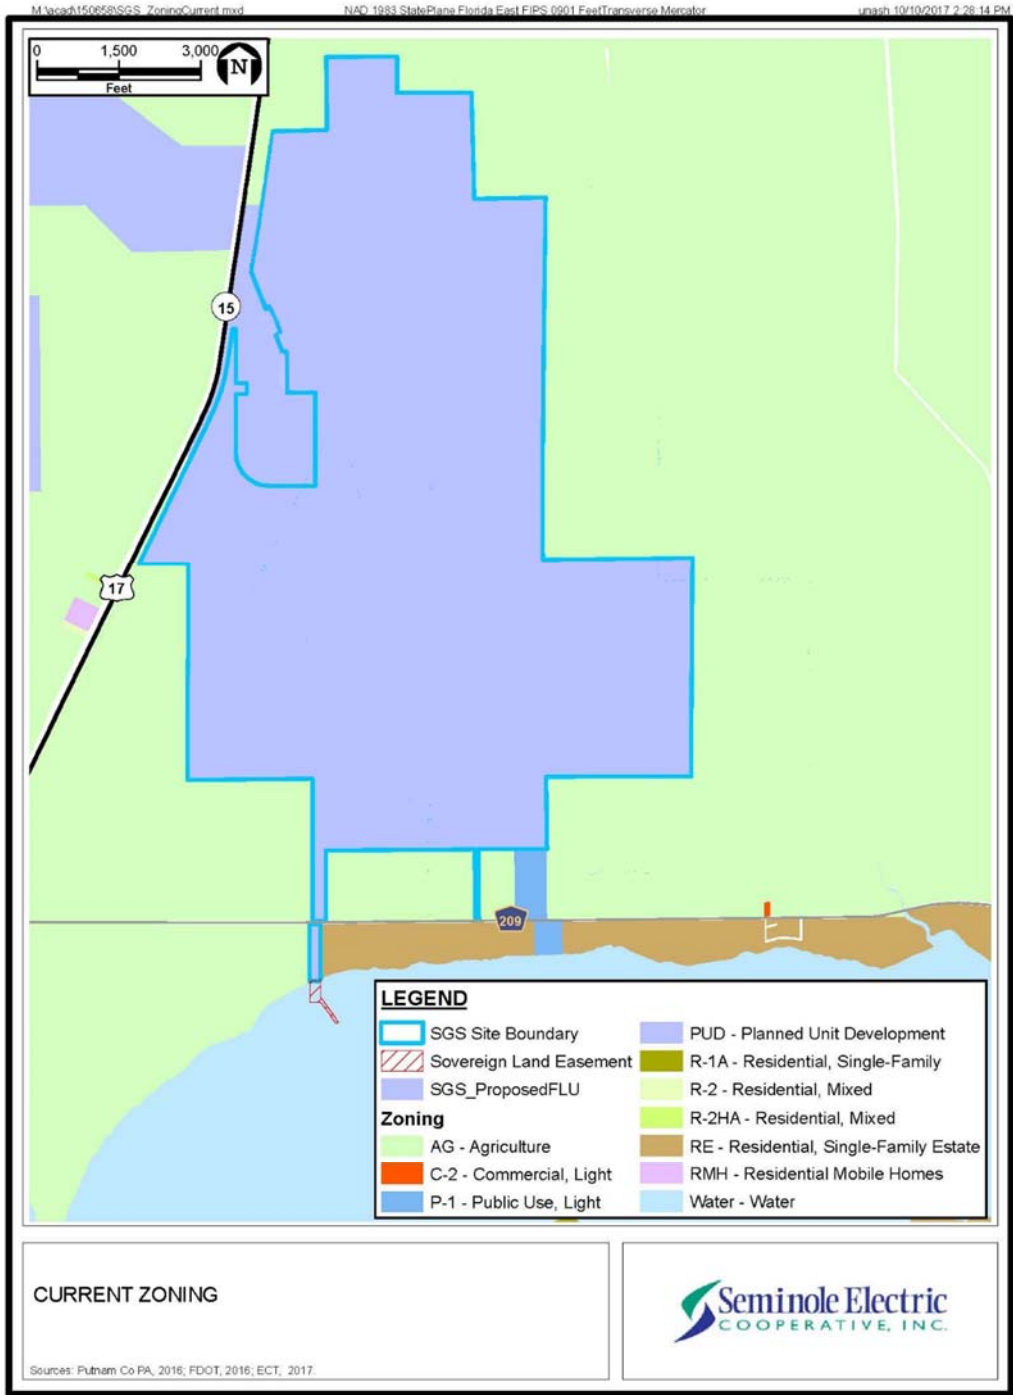 M:\acad\150658\SGS_ZoningCurrent.mxd
NAD 1983 StatePlane Florida East FIPS 0901 FeetTransverse Mercator
unash 10/10/2017 2:28:14 PM
0 1,500 3,000
Feet
N
15
17
209
LEGEND
SGS Site Boundary
Sovereign Land Easement
SGS_ProposedFLU
Zoning
AG - Agriculture
C-2 - Commercial, Light
P-1 - Public Use, Light
PUD - Planned Unit Development
R-1A - Residential, Single-Family
R-2 - Residential, Mixed
R-2HA - Residential, Mixed
RE - Residential, Single-Family Estate
RMH - Residential Mobile Homes
Water - Water
CURRENT ZONING
Sources: Putnam Co PA, 2016; FDOT, 2016; ECT, 2017.
Seminole Electric
COOPERATIVE, INC.